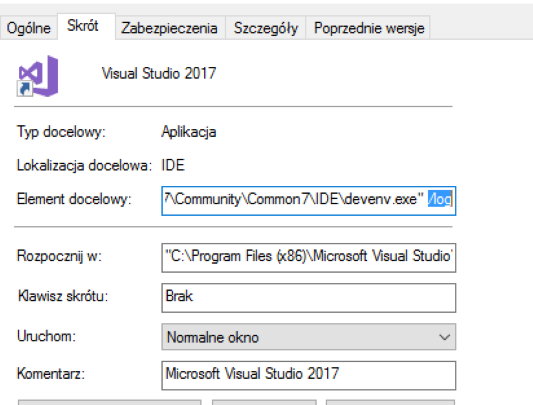 Ogólne Skrót Zabezpieczenia Szczegóły Poprzednie wersje
Visual Studio 2017
Typ docelowy: Aplikacja
Lokalizacja docelowa: IDE
Element docelowy: 7\Community\Common7\IDE\devenv.exe" /log
Rozpocznij w: "C:\Program Files (x86)\Microsoft Visual Studio\
Klawisz skrótu: Brak
Uruchom: Normalne okno
Komentarz: Microsoft Visual Studio 2017